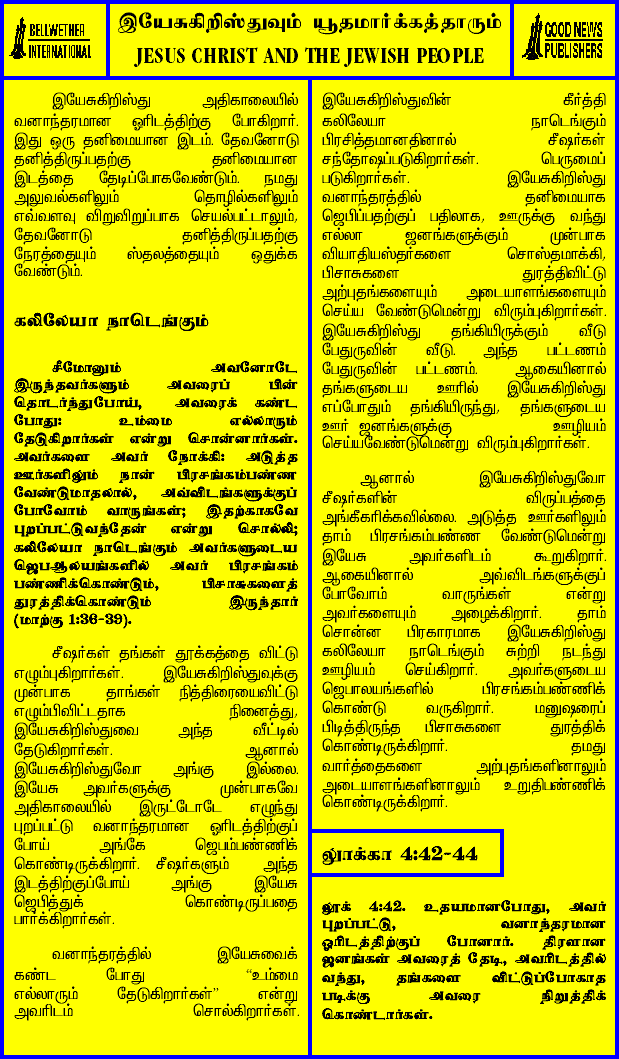 BELLWETHER
INTERNATIONAL
இயேசுகிறிஸ்துவும் யூதமார்க்கத்தாரும்
JESUS CHRIST AND THE JEWISH PEOPLE
GOOD NEWS
PUBLISHERS
இயேசுகிறிஸ்து அதிகாலையில்
வனாந்தரமான ஓரிடத்திற்கு போகிறார்.
இது ஒரு தனிமையான இடம். தேவனோடு
தனித்திருப்பதற்கு தனிமையான
இடத்தை தேடிப்போகவேண்டும். நமது
அலுவல்களிலும் தொழில்களிலும்
எவ்வளவு விறுவிறுப்பாக செயல்பட்டாலும்,
தேவனோடு தனித்திருப்பதற்கு
நேரத்தையும் ஸ்தலத்தையும் ஒதுக்க
வேண்டும்.
கலிலேயா நாடெங்கும்
சீமோனும் அவனோடே
இருந்தவர்களும் அவரைப் பின்
தொடர்ந்துபோய், அவரைக் கண்ட
போது: உம்மை எல்லாரும்
தேடுகிறார்கள் என்று சொன்னார்கள்.
அவர்களை அவர் நோக்கி: அடுத்த
ஊர்களிலும் நான் பிரசங்கம்பண்ண
வேண்டுமாதலால், அவ்விடங்களுக்குப்
போவோம் வாருங்கள்; இதற்காகவே
புறப்பட்டுவந்தேன் என்று சொல்லி;
கலிலேயா நாடெங்கும் அவர்களுடைய
ஜெபஆலயங்களில் அவர் பிரசங்கம்
பண்ணிக்கொண்டும், பிசாசுகளைத்
துரத்திக்கொண்டும் இருந்தார்
(மாற்கு 1:36-39).
சீஷர்கள் தங்கள் தூக்கத்தை விட்டு
எழும்புகிறார்கள். இயேசுகிறிஸ்துவுக்கு
முன்பாக தாங்கள் நித்திரையைவிட்டு
எழும்பிவிட்டதாக நினைத்து,
இயேசுகிறிஸ்துவை அந்த வீட்டில்
தேடுகிறார்கள். ஆனால்
இயேசுகிறிஸ்துவோ அங்கு இல்லை.
இயேசு அவர்களுக்கு முன்பாகவே
அதிகாலையில் இருட்டோடே எழுந்து
புறப்பட்டு வனாந்தரமான ஓரிடத்திற்குப்
போய் அங்கே ஜெபம்பண்ணிக்
கொண்டிருக்கிறார். சீஷர்களும் அந்த
இடத்திற்குப்போய் அங்கு இயேசு
ஜெபித்துக் கொண்டிருப்பதை
பார்க்கிறார்கள்.
வனாந்தரத்தில் இயேசுவைக்
கண்ட போது "உம்மை
எல்லாரும் தேடுகிறார்கள்" என்று
அவரிடம் சொல்கிறார்கள்.
இயேசுகிறிஸ்துவின் கீர்த்தி
கலிலேயா நாடெங்கும்
பிரசித்தமானதினால் சீஷர்கள்
சந்தோஷப்படுகிறார்கள். பெருமைப்
படுகிறார்கள். இயேசுகிறிஸ்து
வனாந்தரத்தில் தனிமையாக
ஜெபிப்பதற்குப் பதிலாக, ஊருக்கு வந்து
எல்லா ஜனங்களுக்கும் முன்பாக
வியாதியஸ்தர்களை சொஸ்தமாக்கி,
பிசாசுகளை துரத்திவிட்டு
அற்புதங்களையும் அடையாளங்களையும்
செய்ய வேண்டுமென்று விரும்புகிறார்கள்.
இயேசுகிறிஸ்து தங்கியிருக்கும் வீடு
பேதுருவின் வீடு. அந்த பட்டணம்
பேதுருவின் பட்டணம். ஆகையினால்
தங்களுடைய ஊரில் இயேசுகிறிஸ்து
எப்போதும் தங்கியிருந்து, தங்களுடைய
ஊர் ஜனங்களுக்கு ஊழியம்
செய்யவேண்டுமென்று விரும்புகிறார்கள்.
ஆனால் இயேசுகிறிஸ்துவோ
சீஷர்களின் விருப்பத்தை
அங்கீகரிக்கவில்லை. அடுத்த ஊர்களிலும்
தாம் பிரசங்கம்பண்ண வேண்டுமென்று
இயேசு அவர்களிடம் கூறுகிறார்.
ஆகையினால் அவ்விடங்களுக்குப்
போவோம் வாருங்கள் என்று
அவர்களையும் அழைக்கிறார். தாம்
சொன்ன பிரகாரமாக இயேசுகிறிஸ்து
கலிலேயா நாடெங்கும் சுற்றி நடந்து
ஊழியம் செய்கிறார். அவர்களுடைய
ஜெபாலயங்களில் பிரசங்கம்பண்ணிக்
கொண்டு வருகிறார். மனுஷரைப்
பிடித்திருந்த பிசாசுகளை துரத்திக்
கொண்டிருக்கிறார். தமது
வார்த்தைகளை அற்புதங்களினாலும்
அடையாளங்களினாலும் உறுதிபண்ணிக்
கொண்டிருக்கிறார்.
லூக்கா 4:42-44
லூக் 4:42. உதயமானபோது, அவர்
புறப்பட்டு, வனாந்தரமான
ஓரிடத்திற்குப் போனார். திரளான
ஜனங்கள் அவரைத் தேடி, அவரிடத்தில்
வந்து, தங்களை விட்டுப்போகாத
படிக்கு அவரை நிறுத்திக்
கொண்டார்கள்.